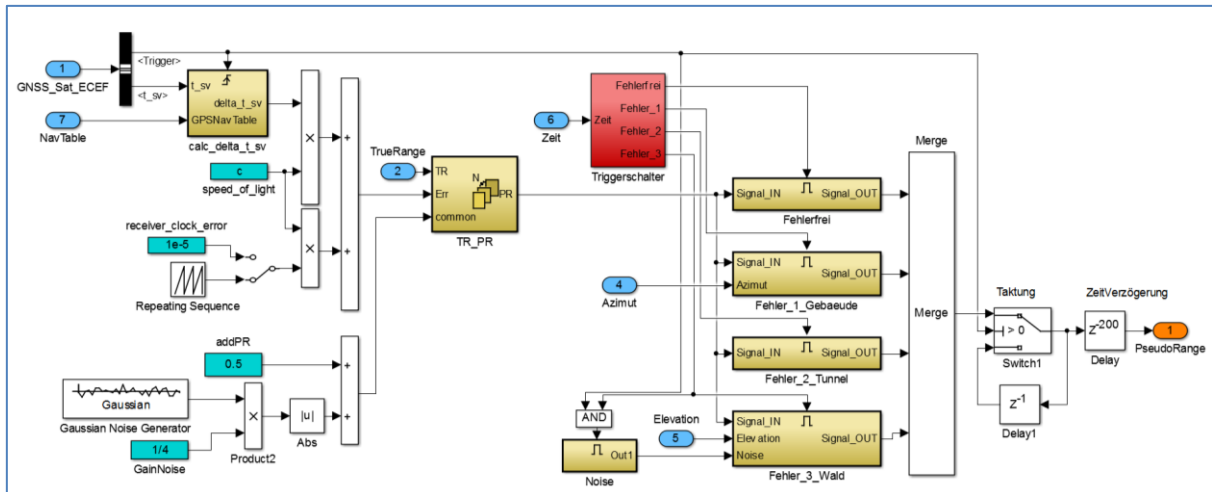 <Trigger>
1
GNSS_Sat_ECEF
<t_sv>
t_sv
delta_t_sv
GPSNavTable
calc_delta_t_sv
7
NavTable
c
speed_of_light
×
+
receiver_clock_error
1e-5
Repeating Sequence
×
+
TrueRange
2
TR
Err
common
N
PR
TR_PR
addPR
0.5
+
Gaussian
Gaussian Noise Generator
×
|u|
+
Abs
1/4
GainNoise
Product2
6
Zeit
Zeit
Fehlerfrei
Fehler_1
Fehler_2
Fehler_3
Triggerschalter
Signal_IN
Signal_OUT
Fehlerfrei
Signal_IN
Azimut
Signal_OUT
Fehler_1_Gebaeude
4
Azimut
Signal_IN
Signal_OUT
Fehler_2_Tunnel
AND
Elevation
5
Out1
Noise
Signal_IN
Elevation
Noise
Signal_OUT
Fehler_3_Wald
Merge
Merge
Taktung
> 0
Switch1
z-1
Delay1
ZeitVerzögerung
z-200
Delay
1
PseudoRange